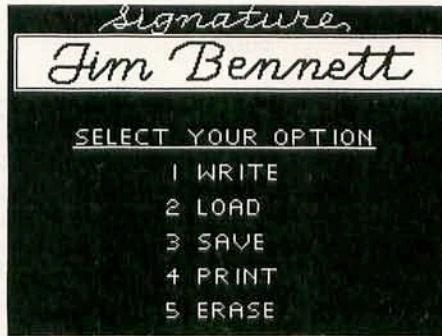 Signature
Jim Bennett
SELECT YOUR OPTION
1 WRITE
2 LOAD
3 SAVE
4 PRINT
5 ERASE